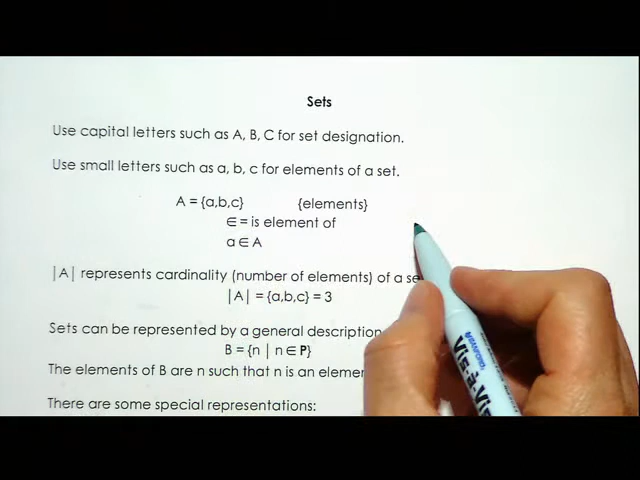 Sets
Use capital letters such as A, B, C for set designation.
Use small letters such as a, b, c for elements of a set.
A = {a,b,c} {elements}
∈ = is element of
a ∈ A
|A| represents cardinality (number of elements) of a se
|A| = {a,b,c} = 3
Sets can be represented by a general description
B = {n | n ∈ P}
The elements of B are n such that n is an elemen
There are some special representations:
VIS-à-VIS